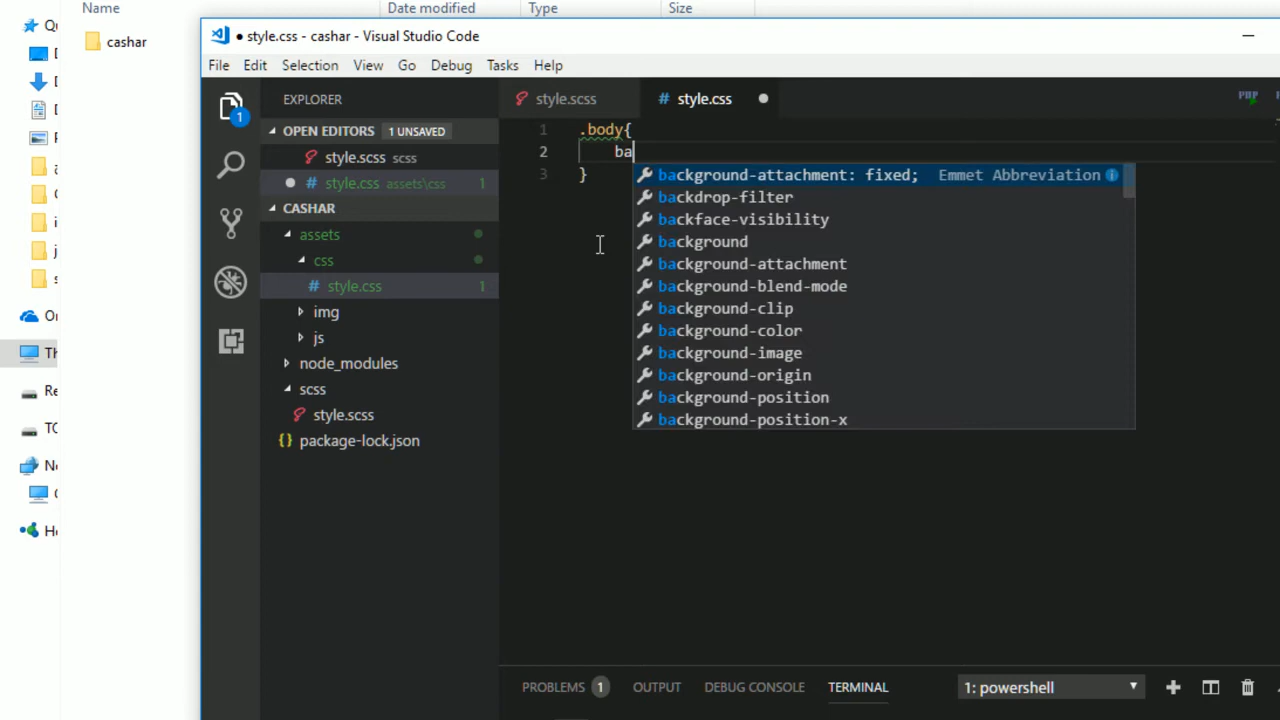 Name Date modified Type Size
cashar
● style.css - cashar - Visual Studio Code
File Edit Selection View Go Debug Tasks Help
EXPLORER
OPEN EDITORS 1 UNSAVED
style.scss scss
style.css assets\css 1
CASHAR
assets
css
style.css 1
img
js
node_modules
scss
style.scss
{} package-lock.json
1
style.scss
# style.css
PHP
1 .body{
2 ba
3 }
background-attachment: fixed; Emmet Abbreviation
backdrop-filter
backface-visibility
background
background-attachment
background-blend-mode
background-clip
background-color
background-image
background-origin
background-position
background-position-x
PROBLEMS 1 OUTPUT DEBUG CONSOLE TERMINAL 1: powershell